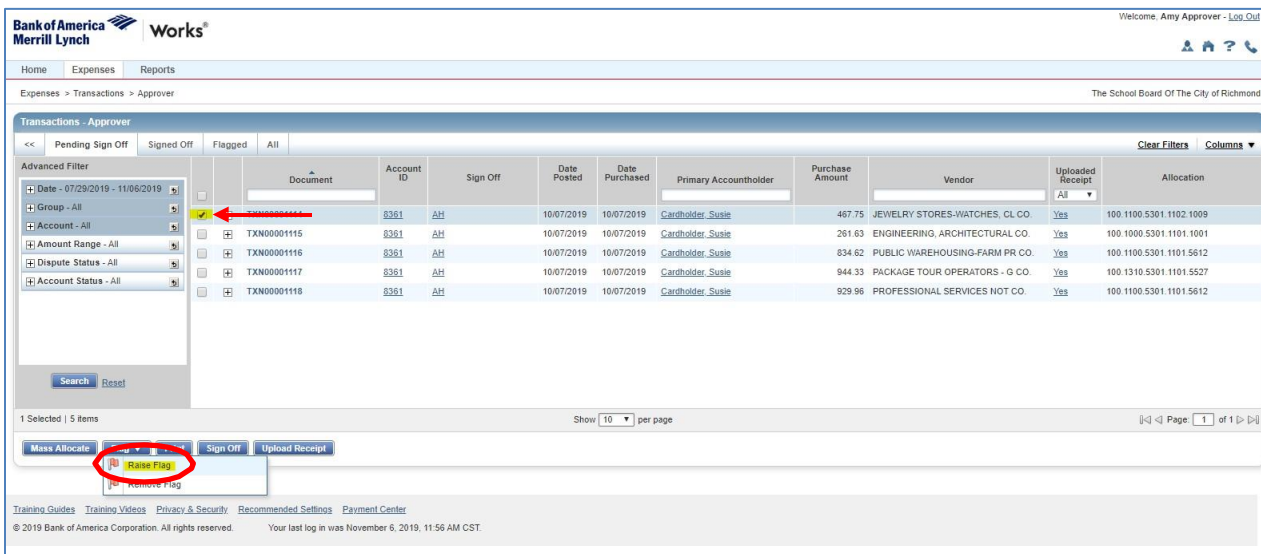 Bank of America
Merrill Lynch
Works®
Welcome, Amy Approver - Log Out
Home Expenses Reports
Expenses > Transactions > Approver The School Board Of The City of Richmond
Transactions - Approver
<< Pending Sign Off Signed Off Flagged All Clear Filters Columns ▼
Advanced Filter
Date - 07/29/2019 - 11/06/2019
Group - All
Account - All
Amount Range - All
Dispute Status - All
Account Status - All
Search Reset
Document Account ID Sign Off Date Posted Date Purchased Primary Accountholder Purchase Amount Vendor Uploaded Receipt Allocation
All ▼
8361 AH 10/07/2019 10/07/2019 Cardholder, Susie 467.75 JEWELRY STORES-WATCHES, CL CO. Yes 100.1100.5301.1102.1009
TXN00001115 8361 AH 10/07/2019 10/07/2019 Cardholder, Susie 261.63 ENGINEERING, ARCHITECTURAL CO. Yes 100.1000.5301.1101.1001
TXN00001116 8361 AH 10/07/2019 10/07/2019 Cardholder, Susie 834.62 PUBLIC WAREHOUSING-FARM PR CO. Yes 100.1100.5301.1101.5612
TXN00001117 8361 AH 10/07/2019 10/07/2019 Cardholder, Susie 944.33 PACKAGE TOUR OPERATORS - G CO. Yes 100.1310.5301.1101.5527
TXN00001118 8361 AH 10/07/2019 10/07/2019 Cardholder, Susie 929.96 PROFESSIONAL SERVICES NOT CO. Yes 100.1100.5301.1101.5612
1 Selected | 5 items Show 10 ▼ per page Page: 1 of 1
Mass Allocate Sign Off Upload Receipt
Raise Flag
Remove Flag
Training Guides Training Videos Privacy & Security Recommended Settings Payment Center
© 2019 Bank of America Corporation. All rights reserved. Your last log in was November 6, 2019, 11:56 AM CST.